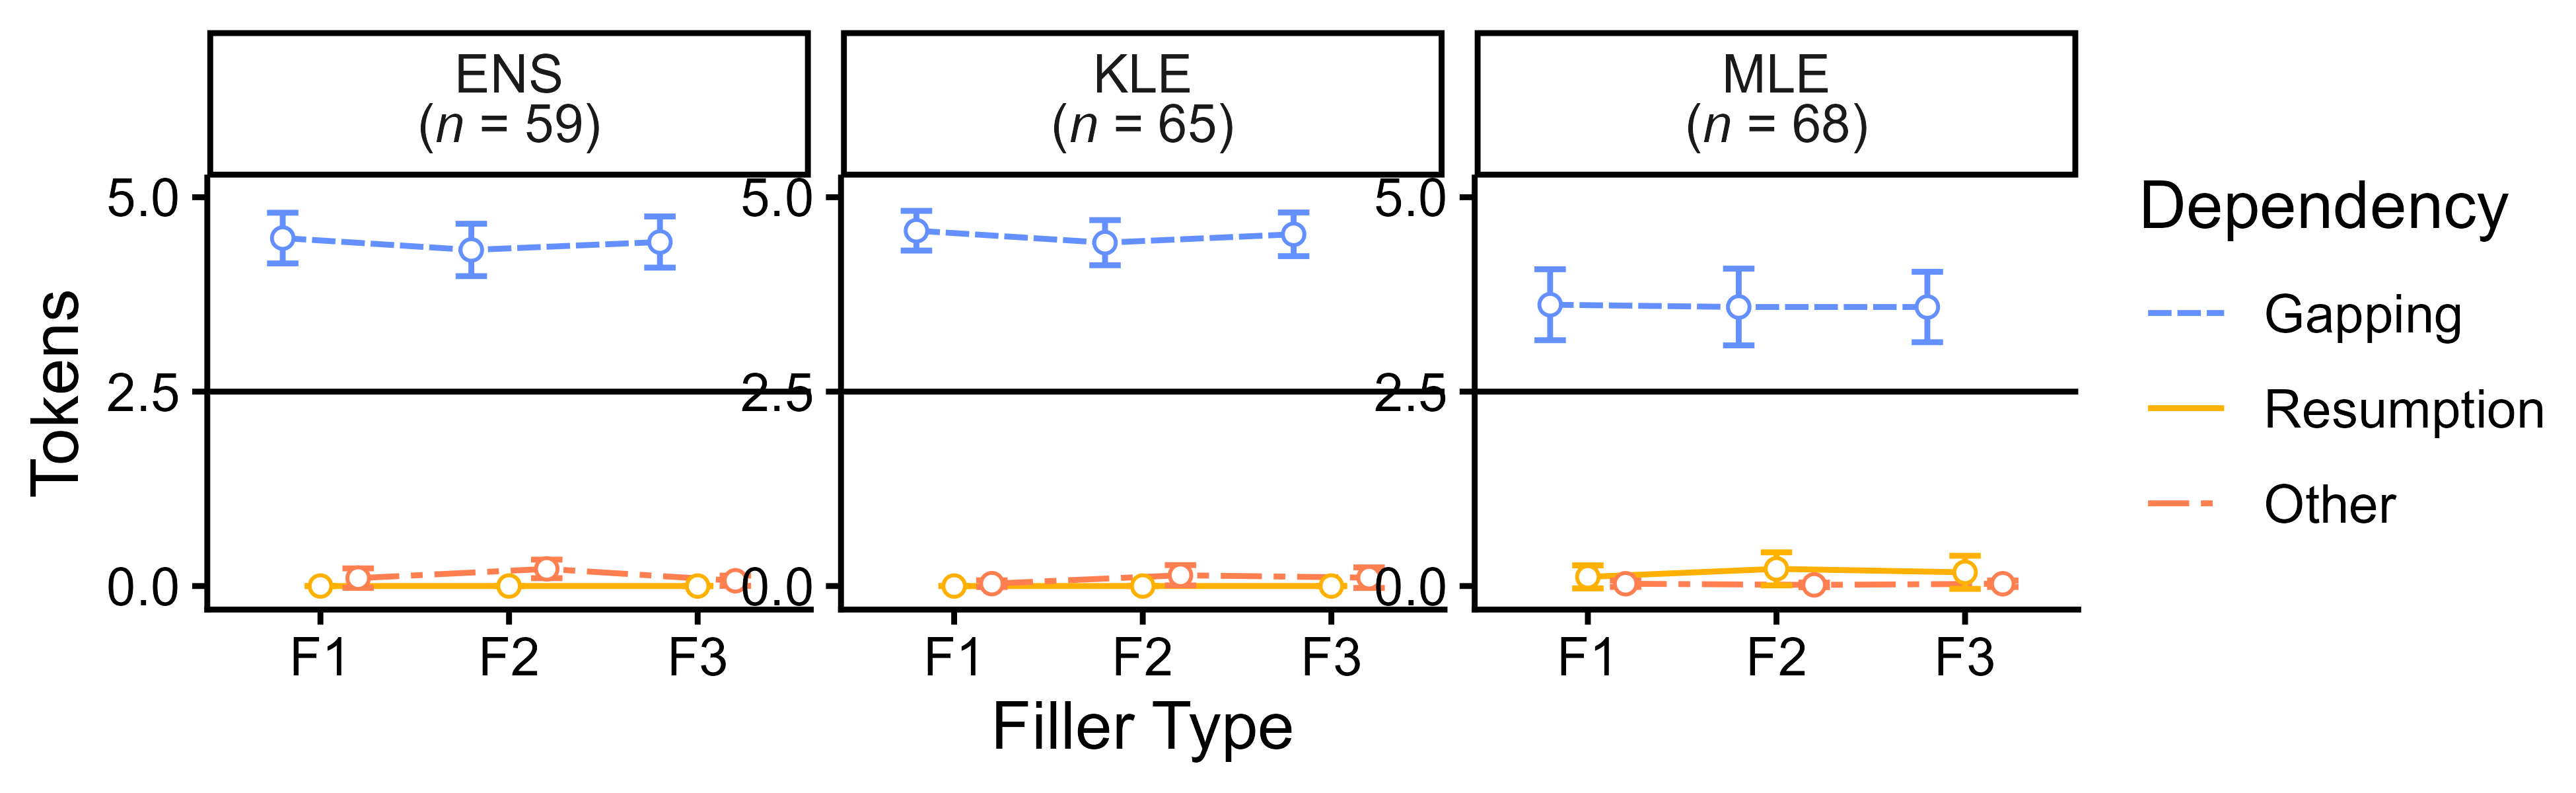 ENS
(n = 59)
KLE
(n = 65)
MLE
(n = 68)
Tokens
5.0
2.5
0.0
5.0
2.5
0.0
5.0
2.5
0.0
F1 F2 F3
F1 F2 F3
F1 F2 F3
Filler Type
Dependency
Gapping
Resumption
Other